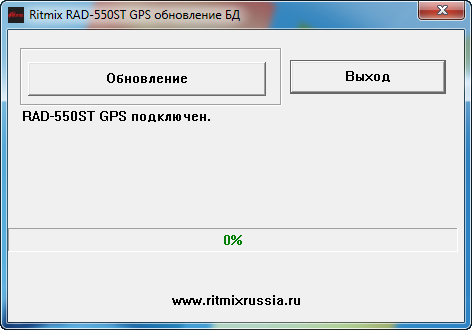 Ritmix RAD-550ST GPS обновление БД
Обновление
Выход
RAD-550ST GPS подключен.
0%
www.ritmixrussia.ru